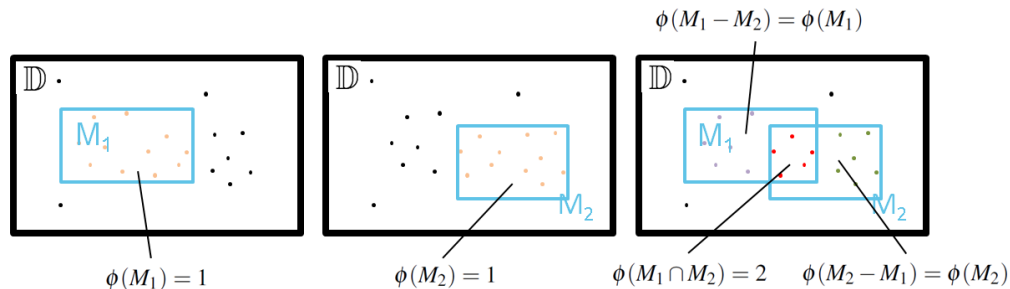 ϕ(M₁ − M₂) = ϕ(M₁)
𝔻
𝔻
𝔻
M₁
M₁
M₂
M₂
ϕ(M₁) = 1
ϕ(M₂) = 1
ϕ(M₁ ∩ M₂) = 2
ϕ(M₂ − M₁) = ϕ(M₂)